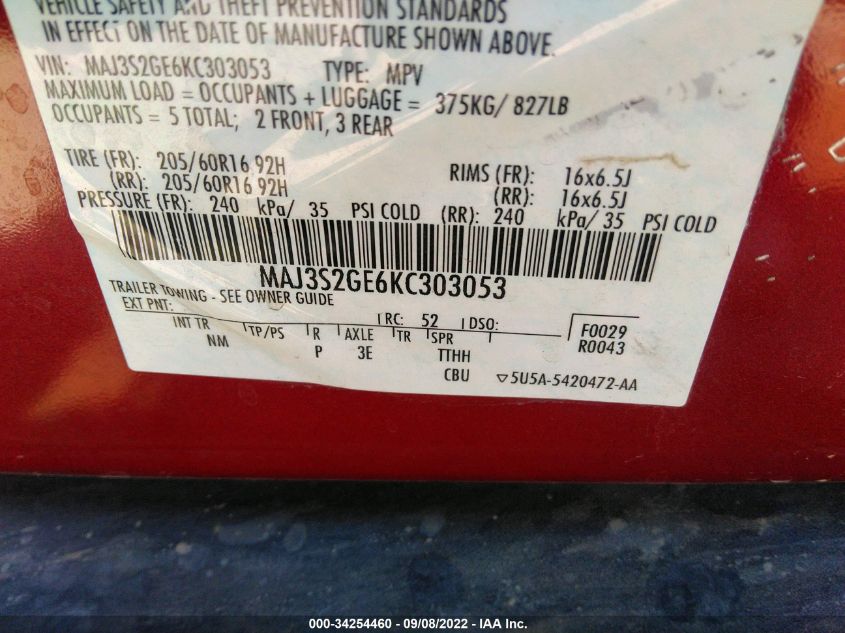 VEHICLE SAFETY AND THEFT PREVENTION STANDARDS
IN EFFECT ON THE DATE OF MANUFACTURE SHOWN ABOVE.
VIN: MAJ3S2GE6KC303053 TYPE: MPV
MAXIMUM LOAD = OCCUPANTS + LUGGAGE = 375KG/ 827LB
OCCUPANTS = 5 TOTAL; 2 FRONT, 3 REAR
TIRE (FR): 205/60R16 92H RIMS (FR): 16x6.5J
(RR): 205/60R16 92H (RR): 16x6.5J
PRESSURE (FR): 240 kPa/ 35 PSI COLD (RR): 240 kPa/ 35 PSI COLD
MAJ3S2GE6KC303053
TRAILER TOWING - SEE OWNER GUIDE
EXT PNT: RC: 52 DSO: F0029
INT TR TP/PS R AXLE TR SPR R0043
NM P 3E TTHH
CBU ▽5U5A-5420472-AA
000-34254460 - 09/08/2022 - IAA Inc.